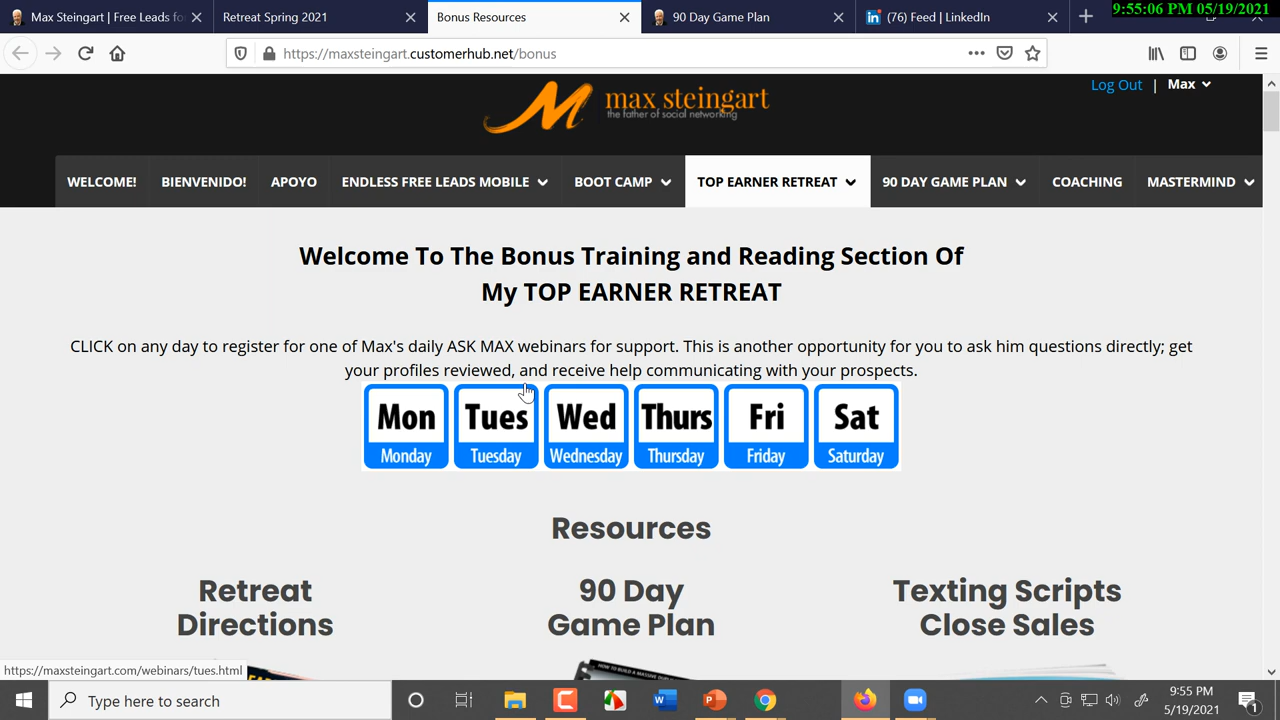 Max Steingart | Free Leads fo
Retreat Spring 2021
Bonus Resources
90 Day Game Plan
(76) Feed | LinkedIn
9:55:06 PM 05/19/2021
https://maxsteingart.customerhub.net/bonus
M max steingart
the father of social networking
Log Out | Max
WELCOME! BIENVENIDO! APOYO ENDLESS FREE LEADS MOBILE BOOT CAMP TOP EARNER RETREAT 90 DAY GAME PLAN COACHING MASTERMIND
Welcome To The Bonus Training and Reading Section Of
My TOP EARNER RETREAT
CLICK on any day to register for one of Max's daily ASK MAX webinars for support. This is another opportunity for you to ask him questions directly; get
your profiles reviewed, and receive help communicating with your prospects.
Mon Tues Wed Thurs Fri Sat
Monday Tuesday Wednesday Thursday Friday Saturday
Resources
Retreat
Directions
90 Day
Game Plan
Texting Scripts
Close Sales
https://maxsteingart.com/webinars/tues.html
Type here to search
9:55 PM
5/19/2021
1